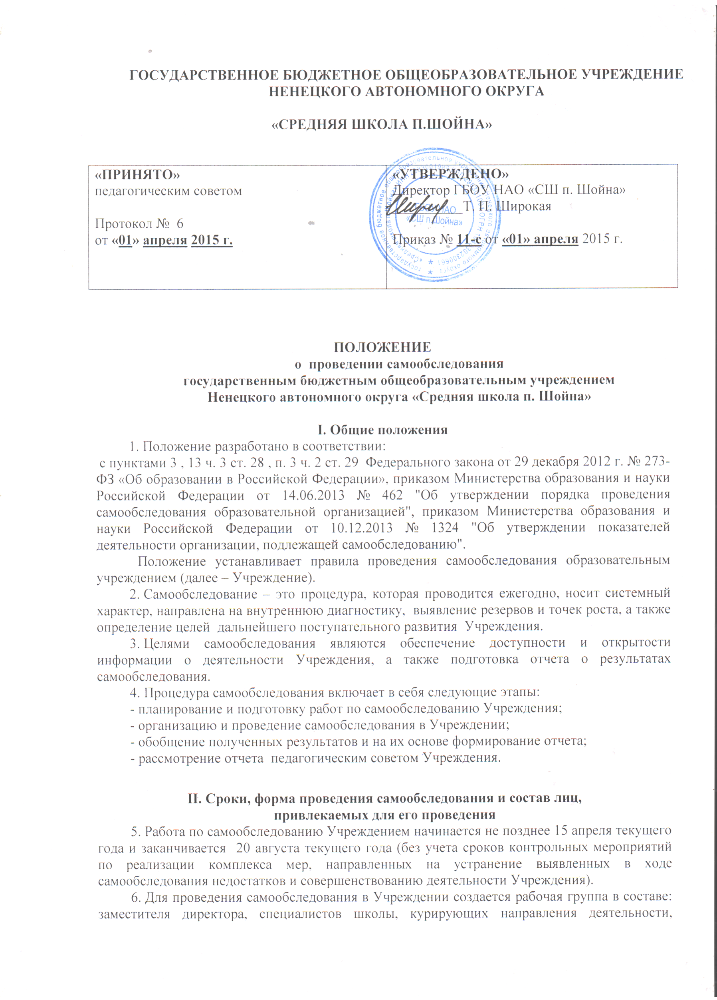 ГОСУДАРСТВЕННОЕ БЮДЖЕТНОЕ ОБЩЕОБРАЗОВАТЕЛЬНОЕ УЧРЕЖДЕНИЕ
НЕНЕЦКОГО АВТОНОМНОГО ОКРУГА
«СРЕДНЯЯ ШКОЛА П.ШОЙНА»
«ПРИНЯТО»
педагогическим советом
Протокол № 6
от «01» апреля 2015 г.
«УТВЕРЖДЕНО»
Директор ГБОУ НАО «СШ п. Шойна»
Т. П. Широкая
Приказ № 11-с от «01» апреля 2015 г.
ГБОУ НАО
«СШ п. Шойна»
ПОЛОЖЕНИЕ
о проведении самообследования
государственным бюджетным общеобразовательным учреждением
Ненецкого автономного округа «Средняя школа п. Шойна»
I. Общие положения
1. Положение разработано в соответствии:
с пунктами 3 , 13 ч. 3 ст. 28 , п. 3 ч. 2 ст. 29 Федерального закона от 29 декабря 2012 г. № 273-
ФЗ «Об образовании в Российской Федерации», приказом Министерства образования и науки
Российской Федерации от 14.06.2013 № 462 "Об утверждении порядка проведения
самообследования образовательной организацией", приказом Министерства образования и
науки Российской Федерации от 10.12.2013 № 1324 "Об утверждении показателей
деятельности организации, подлежащей самообследованию".
Положение устанавливает правила проведения самообследования образовательным
учреждением (далее – Учреждение).
2. Самообследование – это процедура, которая проводится ежегодно, носит системный
характер, направлена на внутреннюю диагностику, выявление резервов и точек роста, а также
определение целей дальнейшего поступательного развития Учреждения.
3. Целями самообследования являются обеспечение доступности и открытости
информации о деятельности Учреждения, а также подготовка отчета о результатах
самообследования.
4. Процедура самообследования включает в себя следующие этапы:
- планирование и подготовку работ по самообследованию Учреждения;
- организацию и проведение самообследования в Учреждении;
- обобщение полученных результатов и на их основе формирование отчета;
- рассмотрение отчета педагогическим советом Учреждения.
II. Сроки, форма проведения самообследования и состав лиц,
привлекаемых для его проведения
5. Работа по самообследованию Учреждением начинается не позднее 15 апреля текущего
года и заканчивается 20 августа текущего года (без учета сроков контрольных мероприятий
по реализации комплекса мер, направленных на устранение выявленных в ходе
самообследования недостатков и совершенствованию деятельности Учреждения).
6. Для проведения самообследования в Учреждении создается рабочая группа в составе:
заместителя директора, специалистов школы, курирующих направления деятельности,